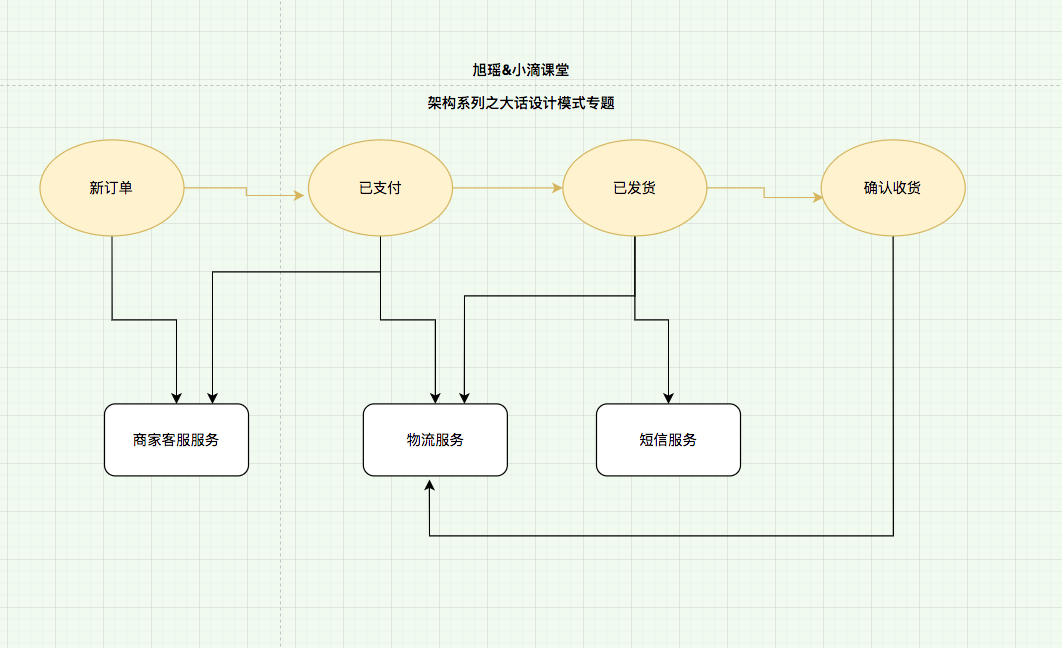 旭瑶&小滴课堂
架构系列之大话设计模式专题
新订单
已支付
已发货
确认收货
商家客服服务
物流服务
短信服务